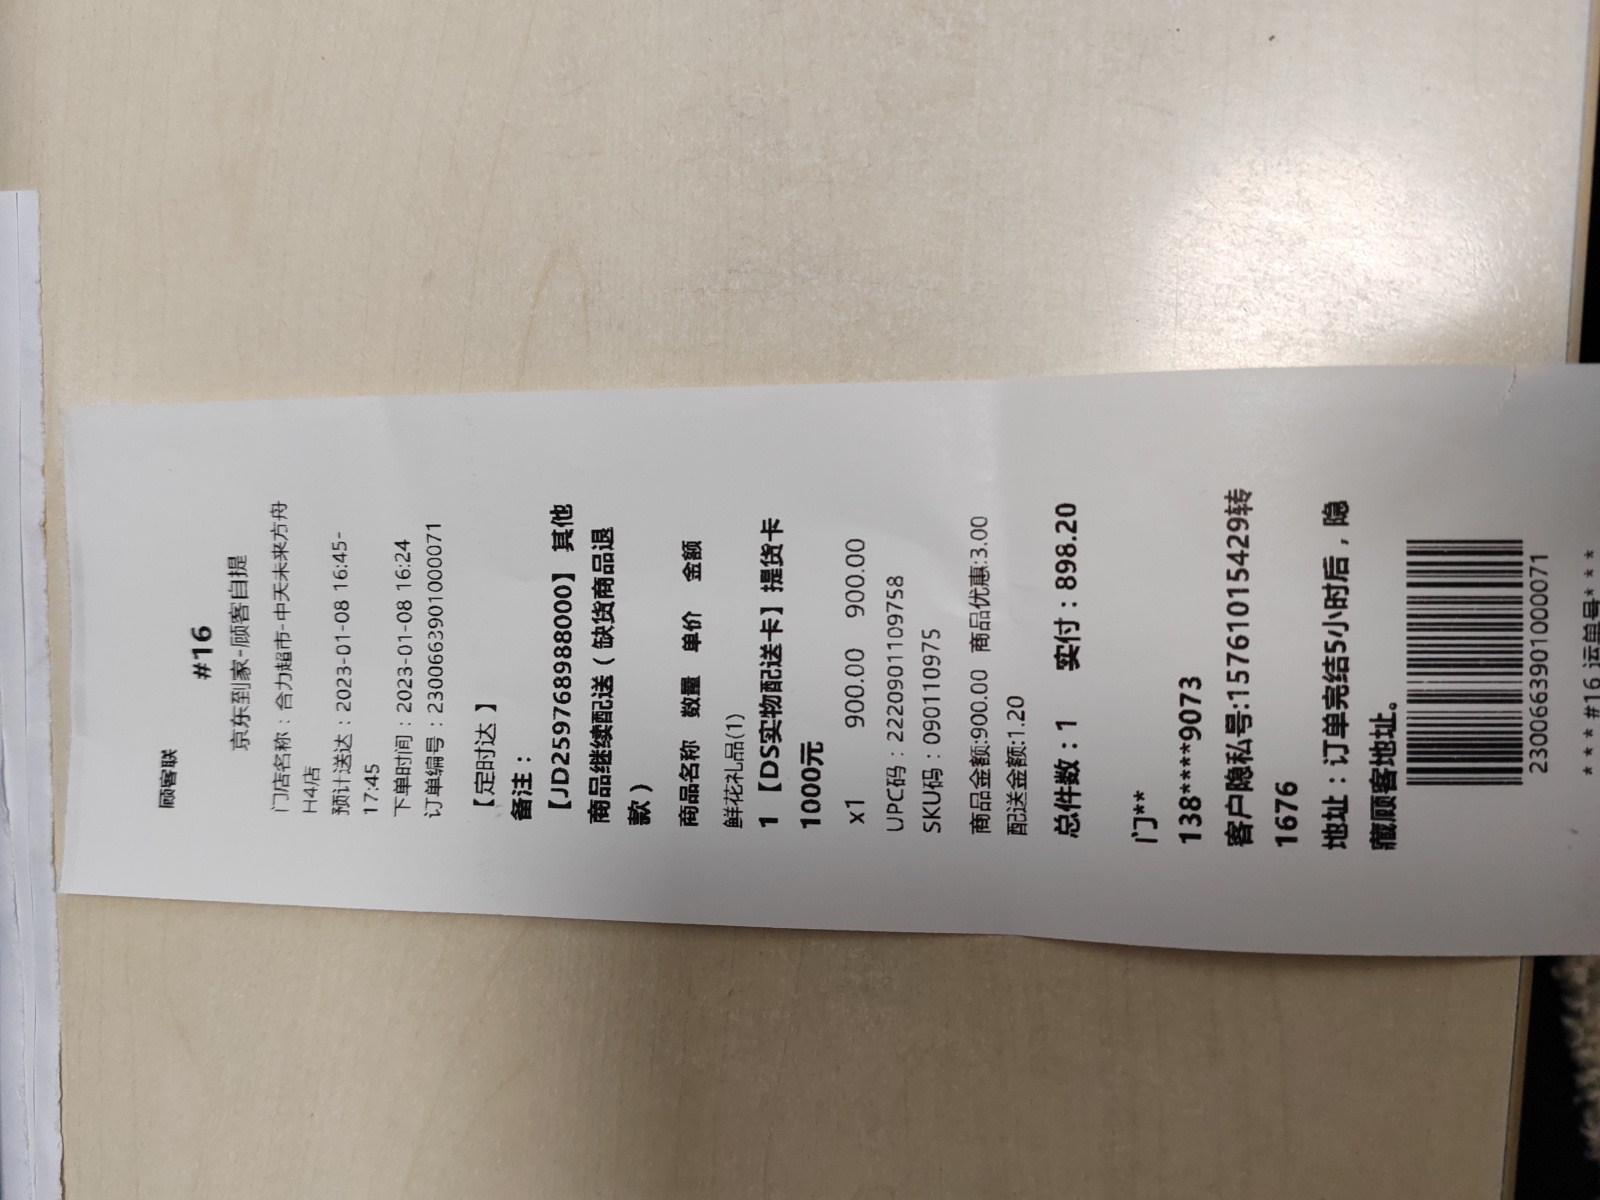 顾客联
#16
京东到家-顾客自提
门店名称：合力超市-中天未来方舟
H4店
预计送达：2023-01-08 16:45-
17:45
下单时间：2023-01-08 16:24
订单编号：2300663901000071
【定时达】
备注：
【JD2597689888000】 其他
商品继续配送（缺货商品退
款）
商品名称 数量 单价 金额
鲜花礼品(1)
1 【DS实物配送卡】提货卡
1000元
x1 900.00 900.00
UPC码：2220901109758
SKU码：090110975
商品金额:900.00 商品优惠:3.00
配送金额:1.20
总件数：1 实付：898.20
门**
138****9073
客户隐私号:15761015429转
1676
地址：订单完结5小时后，隐
藏顾客地址。
2300663901000071
***#16 运单号***